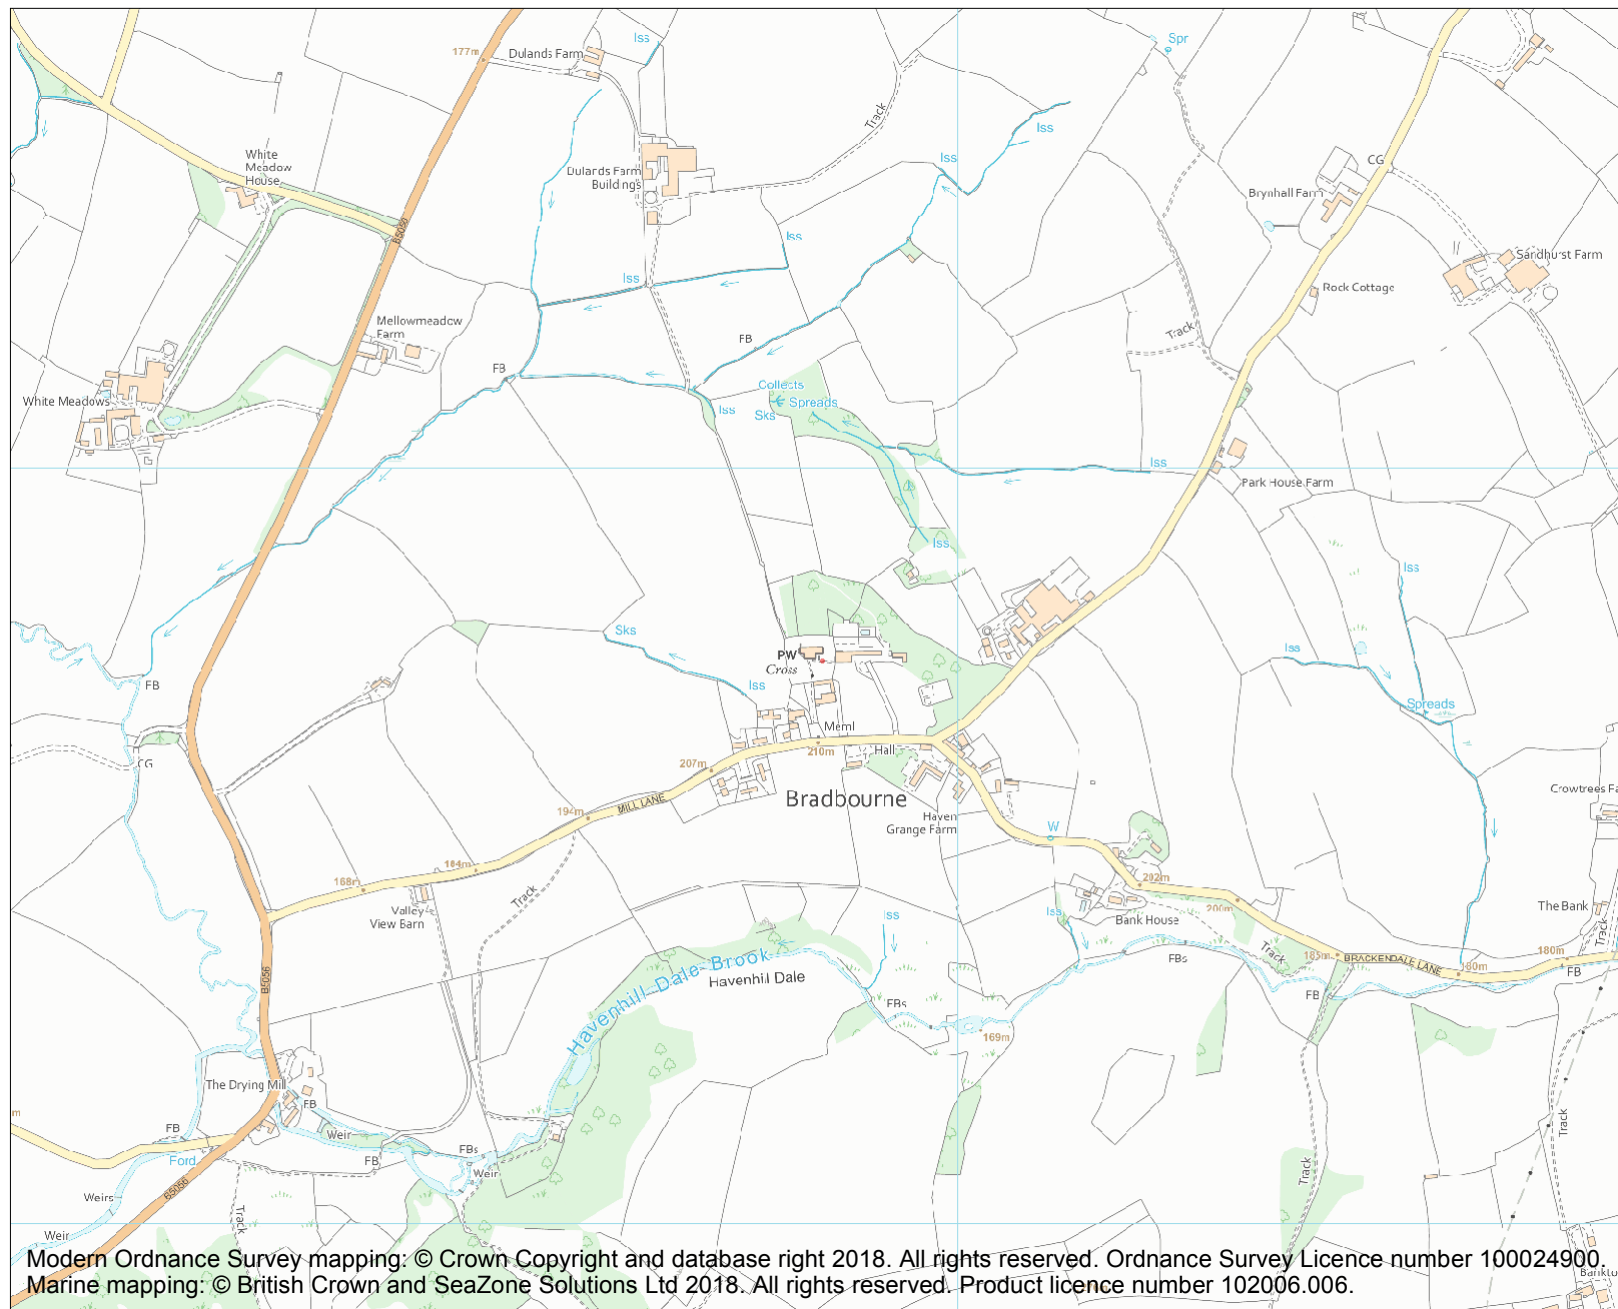 177m
Dulands Farm
Iss
Spr
White
Meadow
House
Track
Iss
Iss
CG
Dulands Farm
Buildings
Brynhall Farm
B5056
Iss
Sandhurst Farm
Iss
Rock Cottage
Mellowmeadow
Farm
Track
FB
FB
Collects
Spreads
Sks
Iss
White Meadows
Iss
Park House Farm
Iss
Iss
Sks
PW
Cross
Iss
Iss
FB
Spreads
Meml
Hall
210m
207m
CG
Bradbourne
MILL LANE
194m
Haven
Grange Farm
Crowtrees Fa
W
184m
168m
202m
Track
Valley
View Barn
Iss
Iss
Bank House
200m
The Bank
Track
Havenhill Dale Brook
Havenhill Dale
B5056
FBs
Track
185m
BRACKENDALE LANE
180m
180m
FB
FBs
FB
169m
The Drying Mill
FB
FB
Weir
FBs
FB
Ford
Weir
Track
Track
Weirs
B5056
Track
Weir
m
Modern Ordnance Survey mapping: © Crown Copyright and database right 2018. All rights reserved. Ordnance Survey Licence number 100024900.
Marine mapping: © British Crown and SeaZone Solutions Ltd 2018. All rights reserved. Product licence number 102006.006.